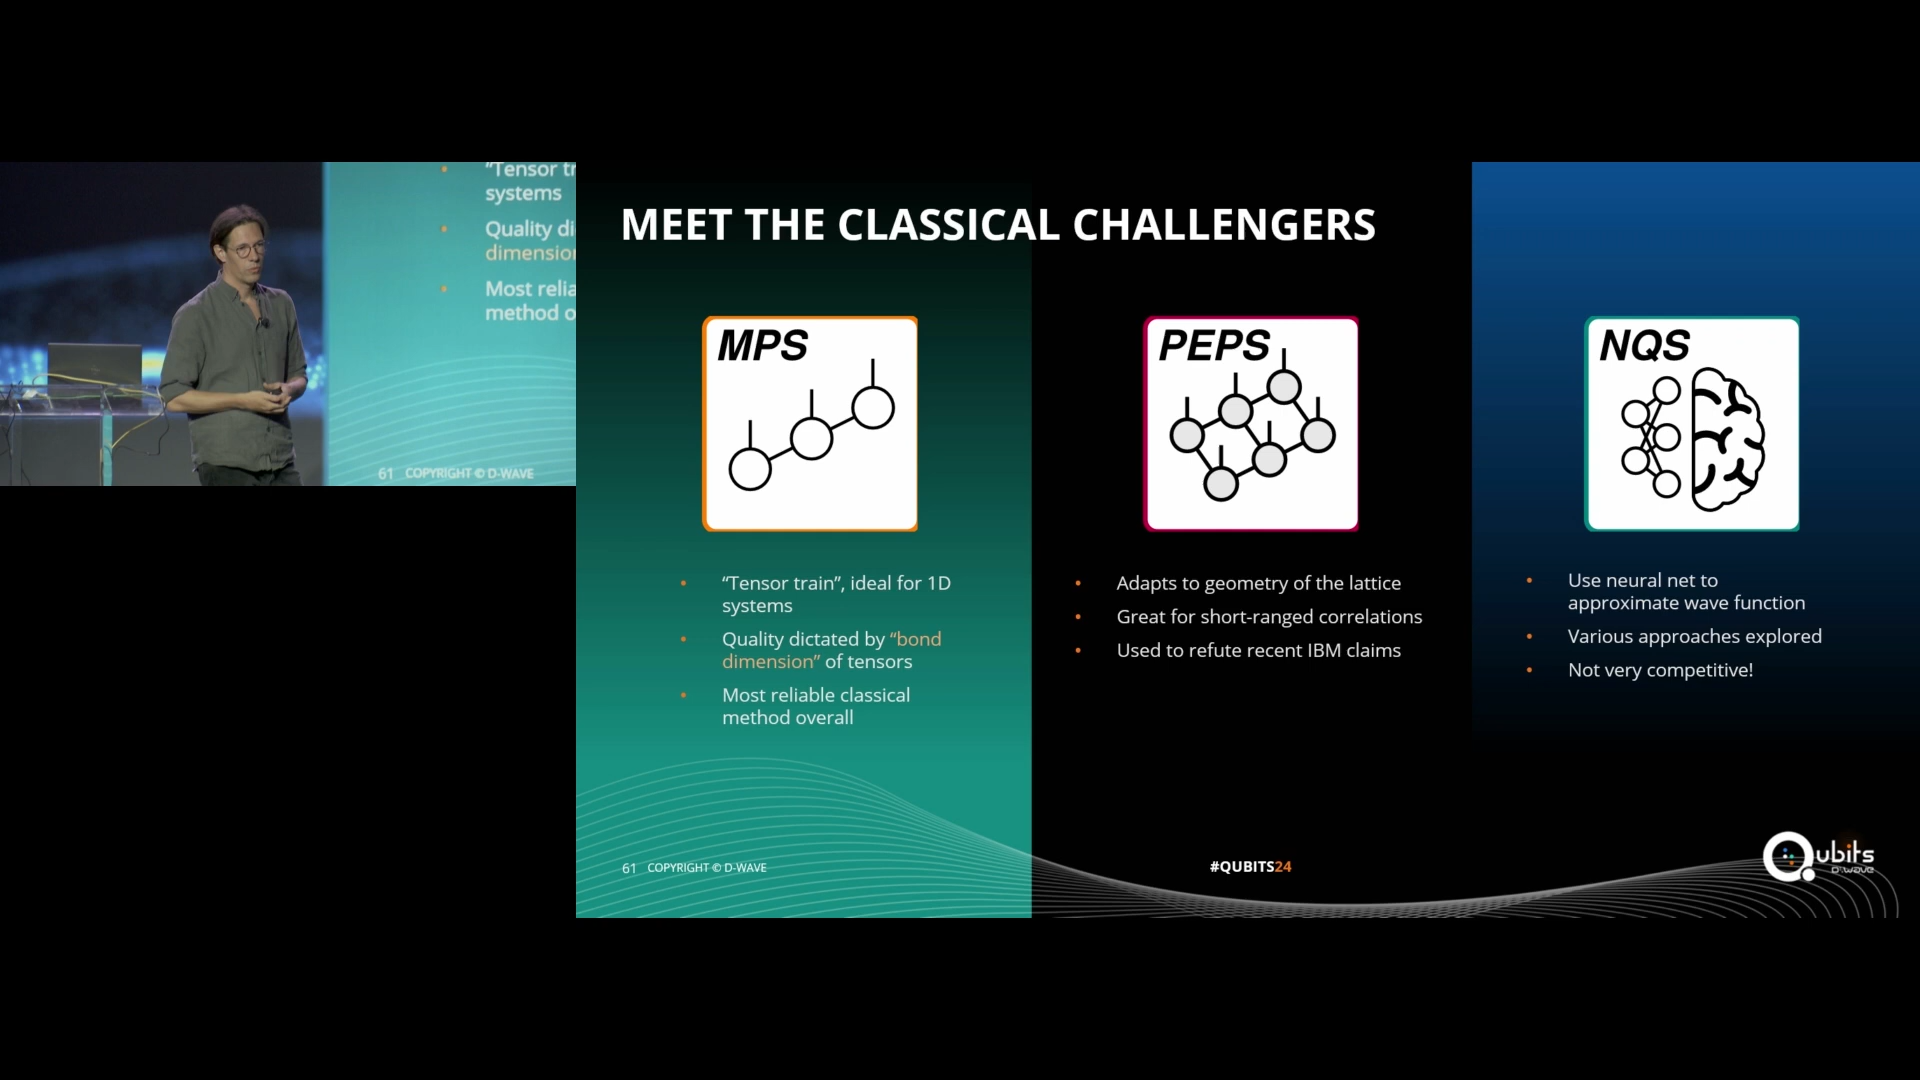 "Tensor tr
systems
Quality di
dimension
Most relia
method o
61 COPYRIGHT © D-WAVE
MEET THE CLASSICAL CHALLENGERS
MPS
“Tensor train”, ideal for 1D
systems
Quality dictated by “bond
dimension” of tensors
Most reliable classical
method overall
PEPS
Adapts to geometry of the lattice
Great for short-ranged correlations
Used to refute recent IBM claims
NQS
Use neural net to
approximate wave function
Various approaches explored
Not very competitive!
61 COPYRIGHT © D-WAVE
#QUBITS24
Qubits
D:wave